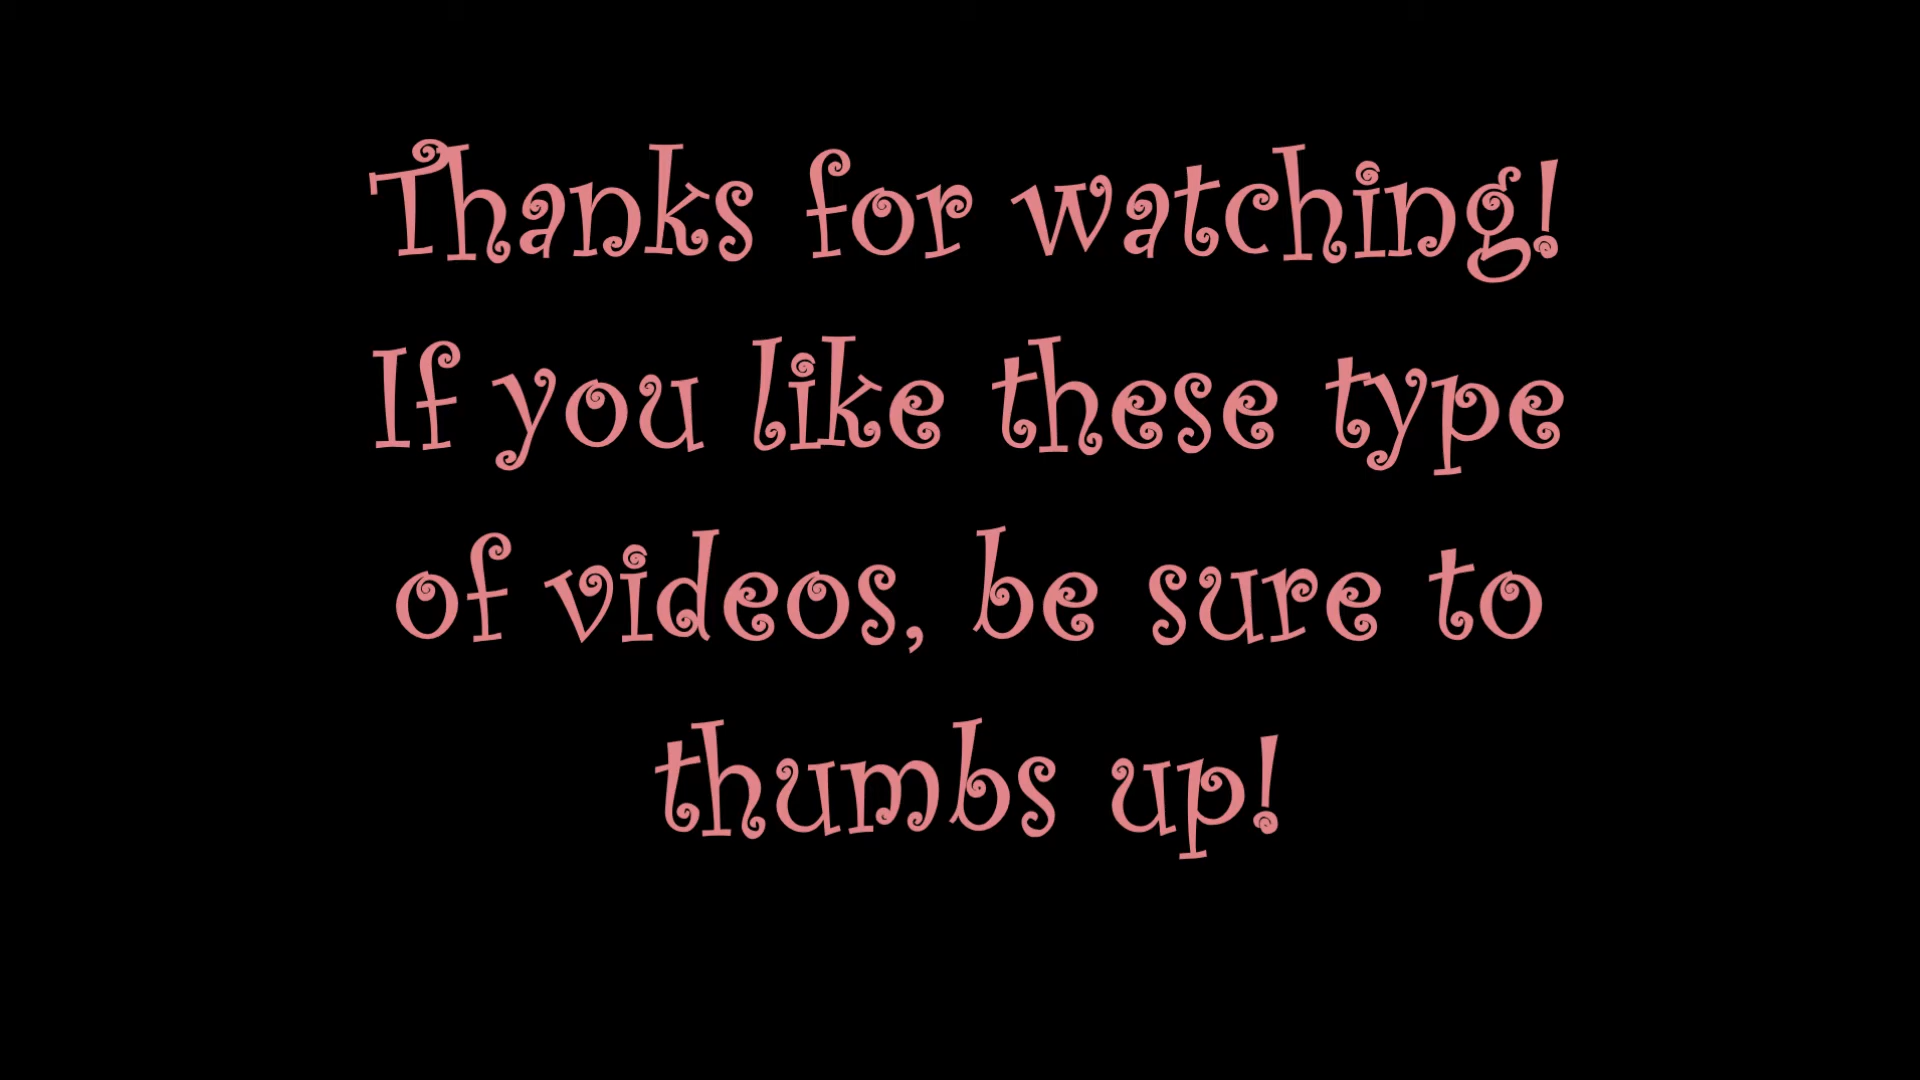 Thanks for watching!
If you like these type
of videos, be sure to
thumbs up!